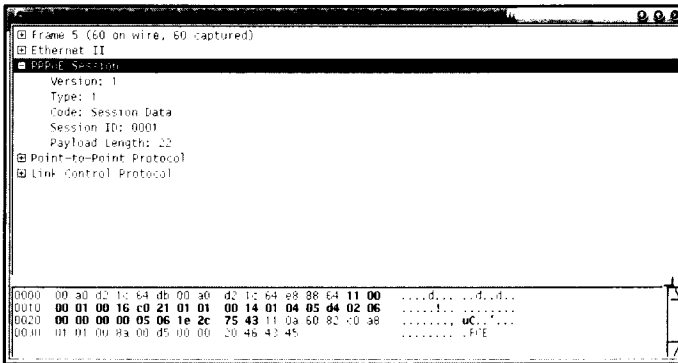 Frame 5 (60 on wire, 60 captured)
Ethernet II
PPPoE Session
Version: 1
Type: 1
Code: Session Data
Session ID: 0001
Payload Length: 22
Point-to-Point Protocol
Link Control Protocol
0000 00 a0 d2 1c 64 db 00 a0 d2 1c 64 e8 88 64 11 00 ....d... ..d..d..
0010 00 01 00 16 c0 21 01 01 00 14 01 04 05 d4 02 06 .....!.. ........
0020 00 00 00 00 05 06 1e 2c 75 43 11 0a 60 82 c0 a8 ......., uC..`...
0030 01 01 00 8a 00 d5 00 00 20 46 43 45 ........ FCE